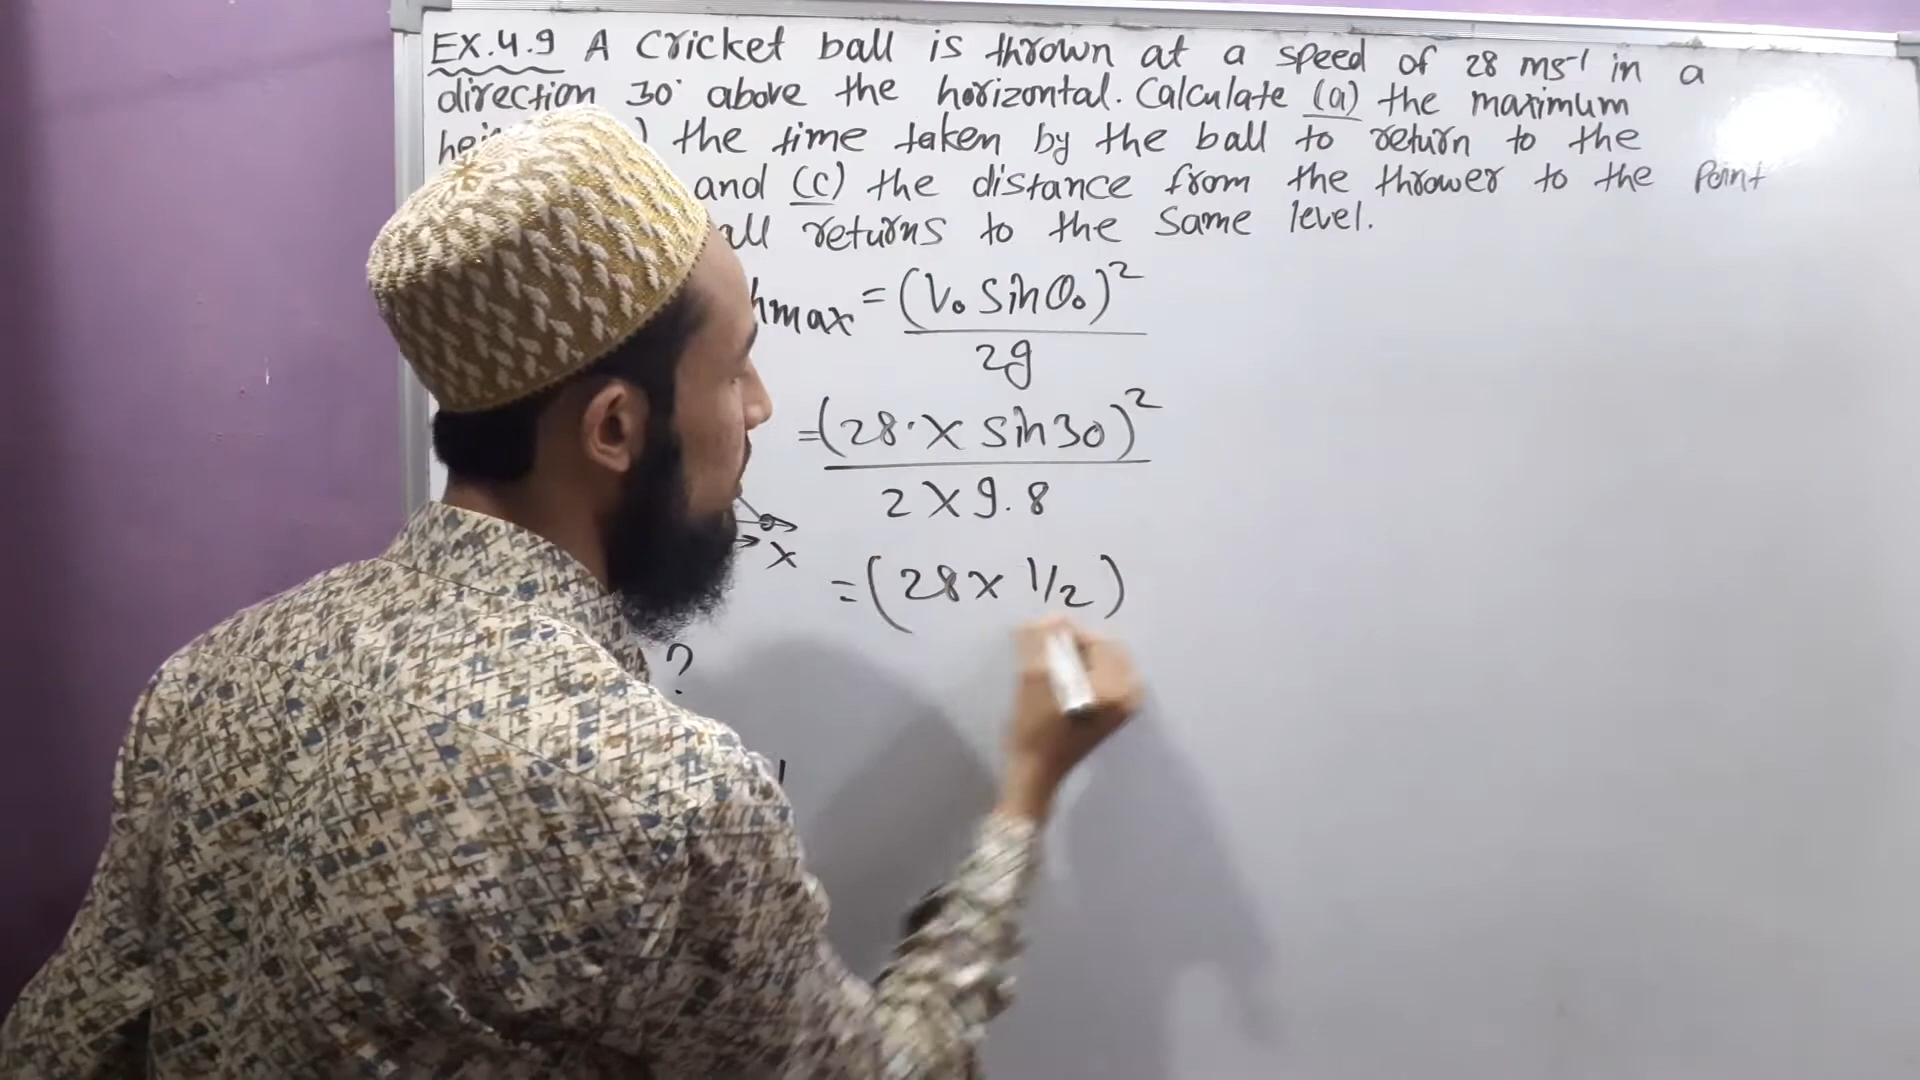 EX.4.9 A Cricket ball is thrown at a speed of 28 ms⁻¹ in a
direction 30° above the horizontal. Calculate (a) the maximum
) the time taken by the ball to return to the
and (c) the distance from the thrower to the Point
returns to the Same level.
hmax = (V₀ Sinθ₀)²
2g
=(28.X Sin30)²
2X9.8
X
=(28X 1/2)
?